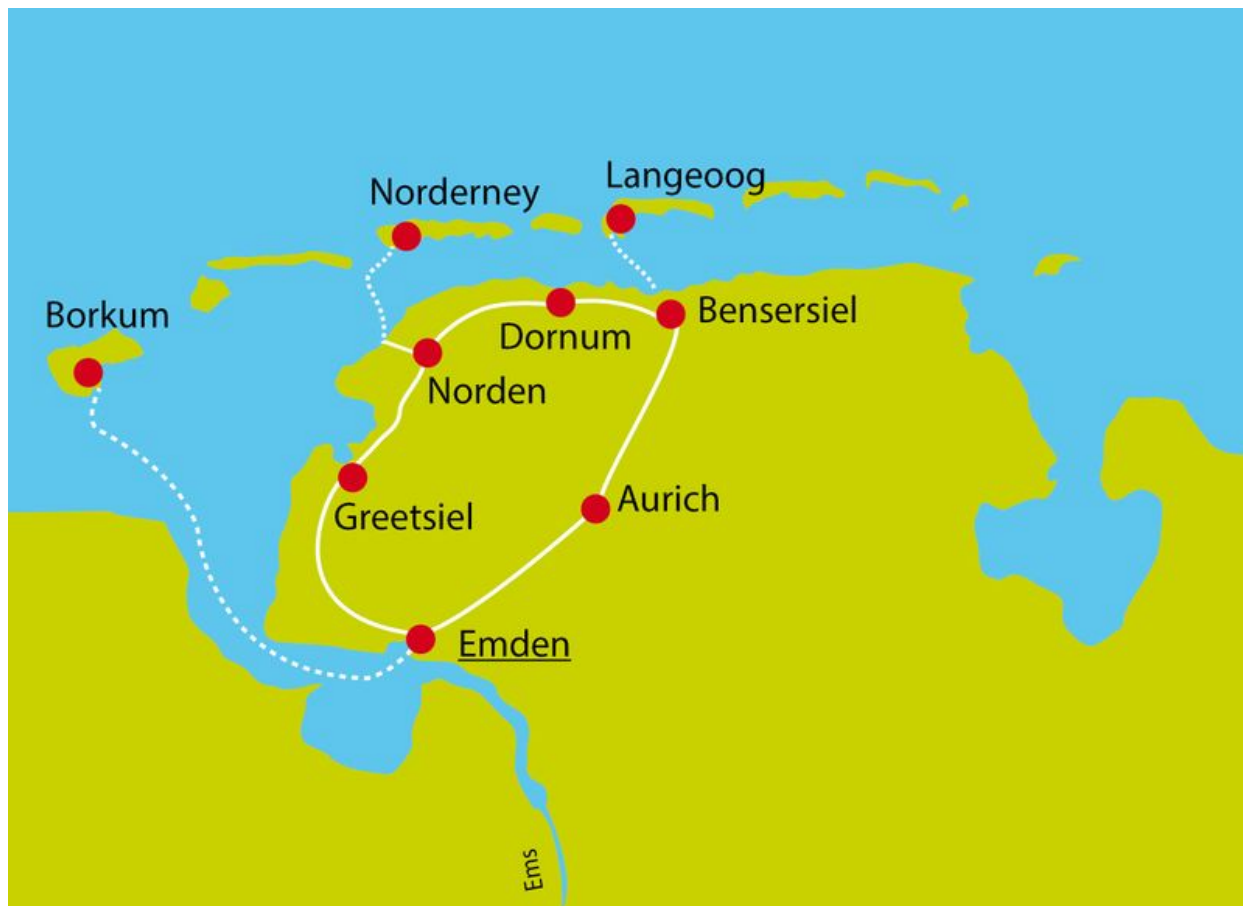 Langeoog
Norderney
Borkum
Bensersiel
Dornum
Norden
Aurich
Greetsiel
Emden
Ems